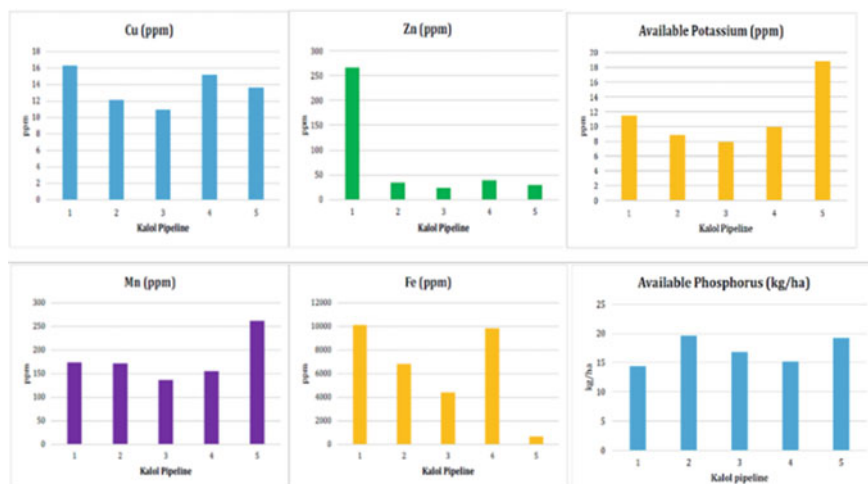 Cu (ppm)
18
16
14
12
10
8
6
4
2
0
ppm
1 2 3 4 5
Kalol Pipeline
Zn (ppm)
300
250
200
150
100
50
0
ppm
1 2 3 4 5
Kalol Pipeline
Available Potassium (ppm)
20
18
16
14
12
10
8
6
4
2
0
ppm
1 2 3 4 5
Kalol Pipeline
Mn (ppm)
300
250
200
150
100
50
0
ppm
1 2 3 4 5
Kalol Pipeline
Fe (ppm)
12000
10000
8000
6000
4000
2000
0
ppm
1 2 3 4 5
Kalol Pipeline
Available Phosphorus (kg/ha)
25
20
15
10
5
0
kg/ha
1 2 3 4 5
Kalol pipeline